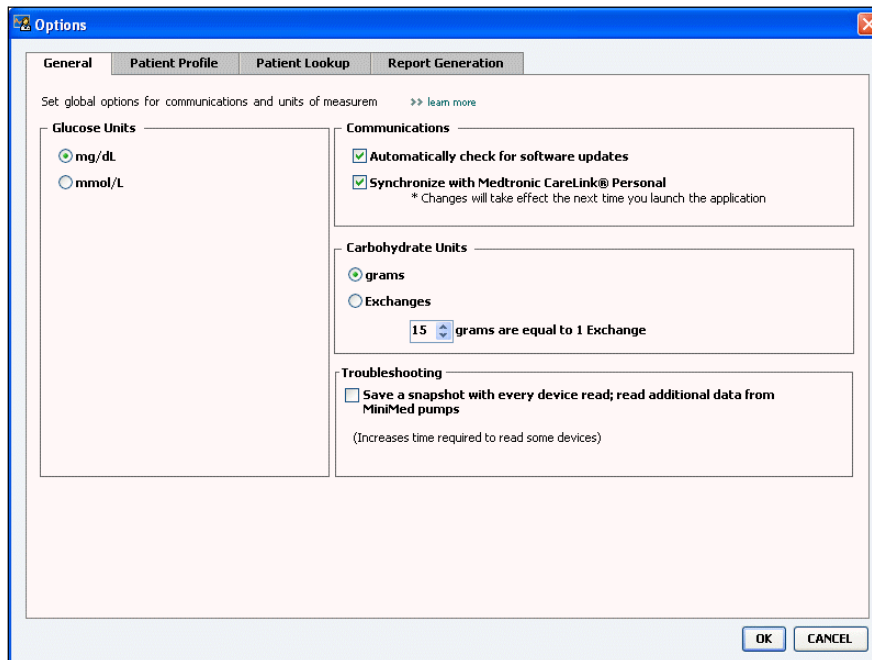 Options
General
Patient Profile
Patient Lookup
Report Generation
Set global options for communications and units of measurem >> learn more
Glucose Units
mg/dL
mmol/L
Communications
Automatically check for software updates
Synchronize with Medtronic CareLink® Personal
* Changes will take effect the next time you launch the application
Carbohydrate Units
grams
Exchanges
15 grams are equal to 1 Exchange
Troubleshooting
Save a snapshot with every device read; read additional data from
MiniMed pumps
(Increases time required to read some devices)
OK
CANCEL